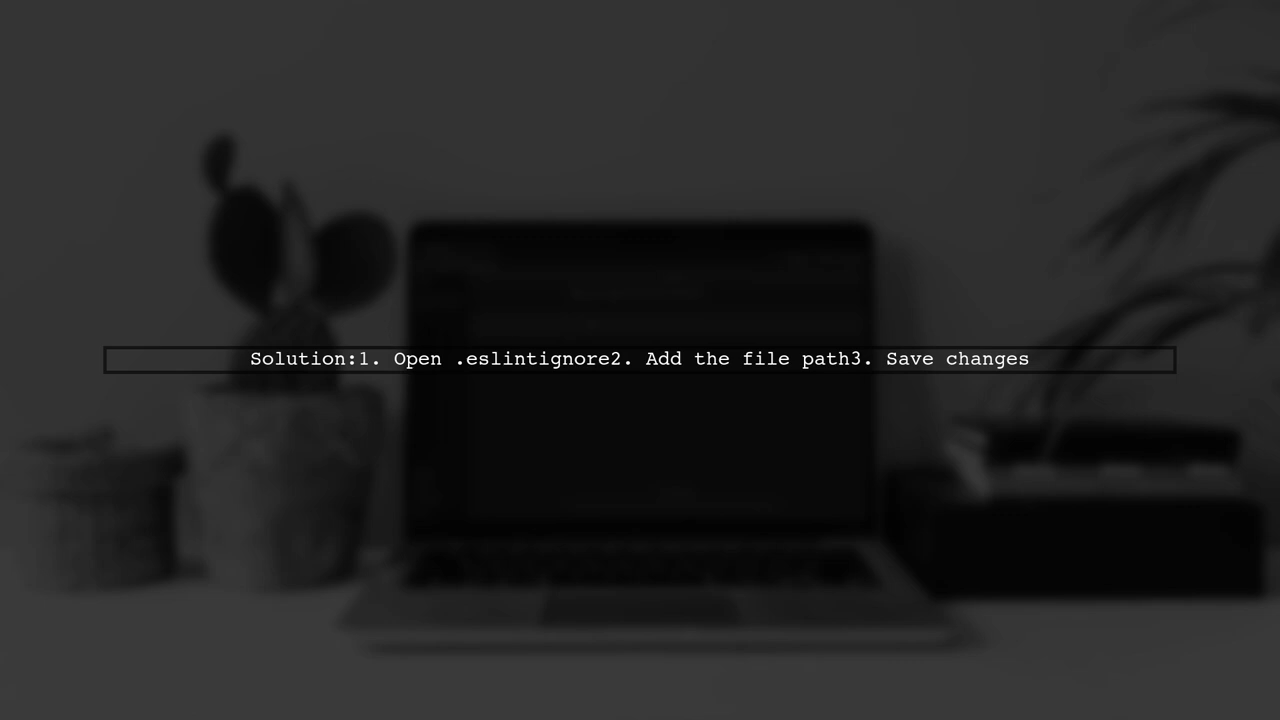 Solution:1. Open .eslintignore2. Add the file path3. Save changes